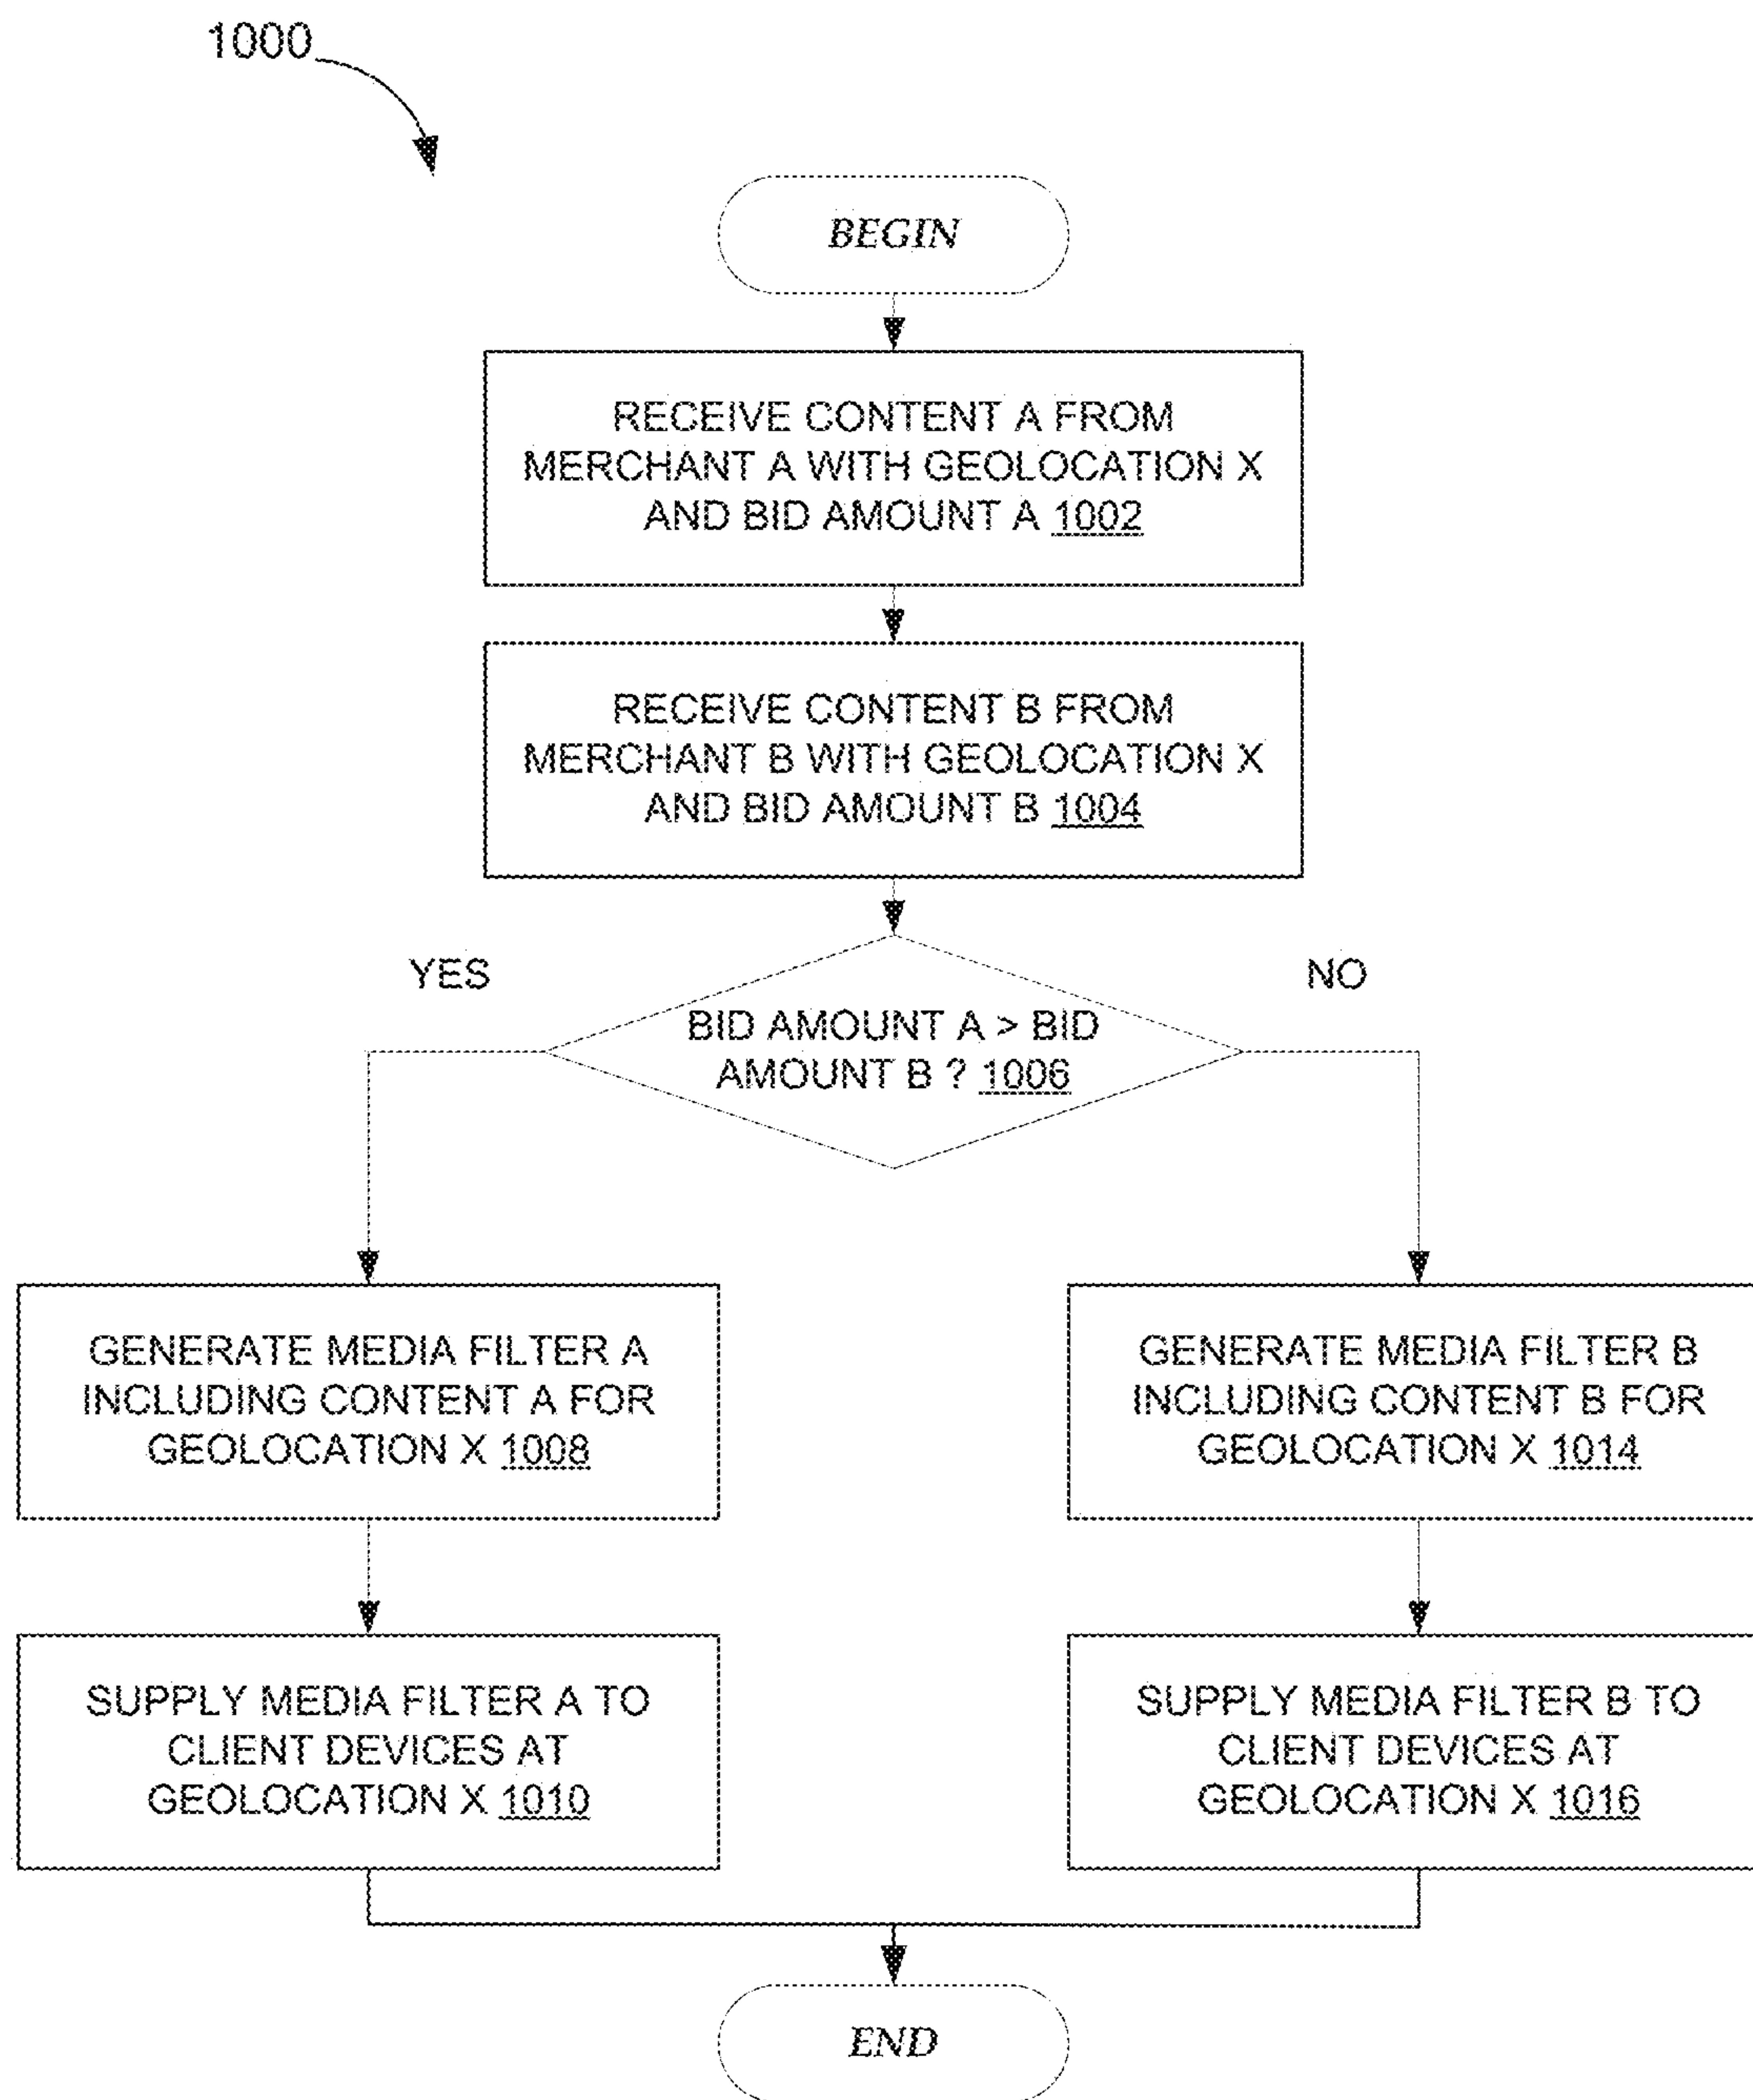 1000
BEGIN
RECEIVE CONTENT A FROM
MERCHANT A WITH GEOLOCATION X
AND BID AMOUNT A 1002
RECEIVE CONTENT B FROM
MERCHANT B WITH GEOLOCATION X
AND BID AMOUNT B 1004
YES
NO
BID AMOUNT A > BID
AMOUNT B ? 1006
GENERATE MEDIA FILTER A
INCLUDING CONTENT A FOR
GEOLOCATION X 1008
GENERATE MEDIA FILTER B
INCLUDING CONTENT B FOR
GEOLOCATION X 1014
SUPPLY MEDIA FILTER A TO
CLIENT DEVICES AT
GEOLOCATION X 1010
SUPPLY MEDIA FILTER B TO
CLIENT DEVICES AT
GEOLOCATION X 1016
END